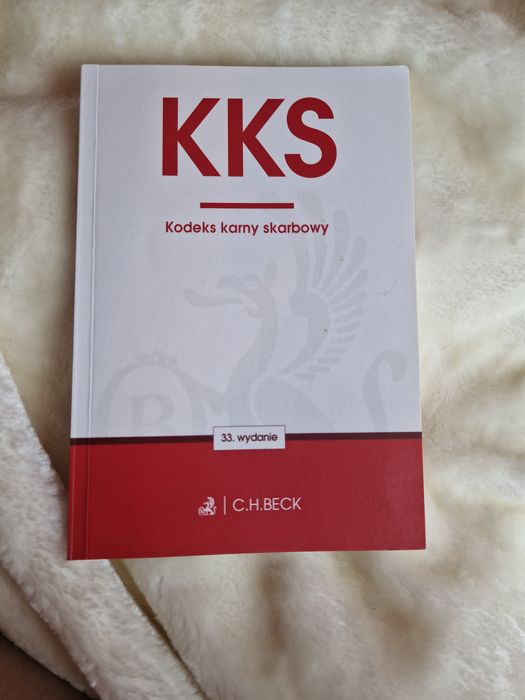 KKS
Kodeks karny skarbowy
33. wydanie
C.H.BECK